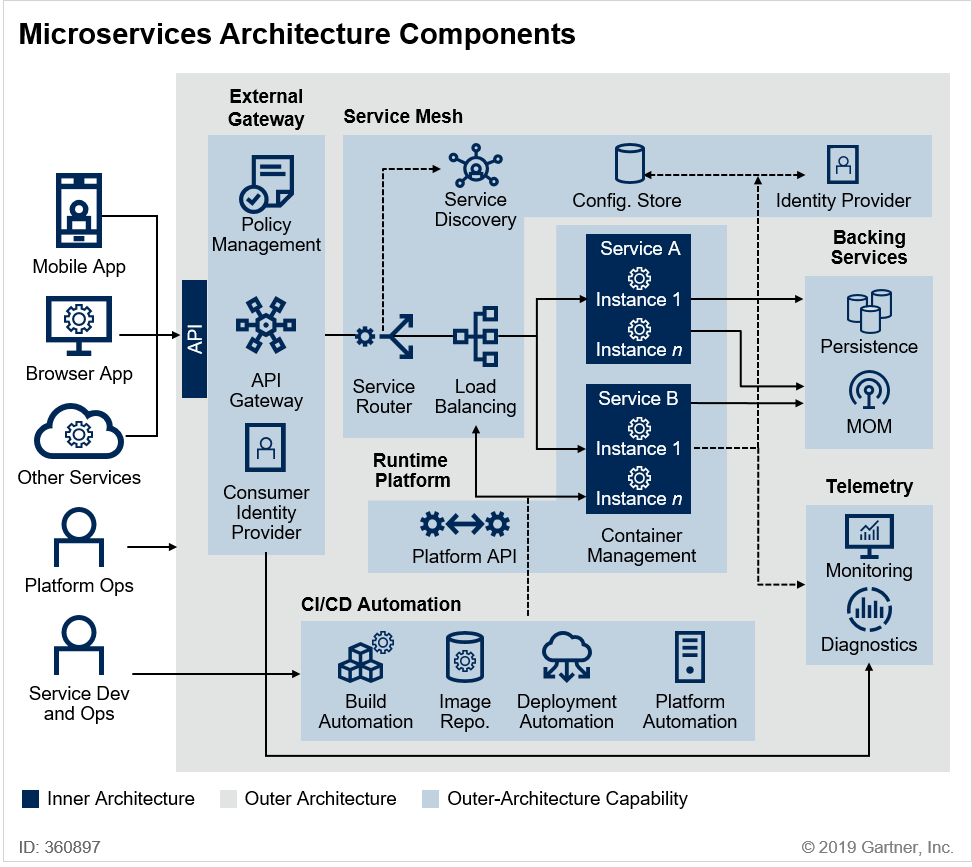 Microservices Architecture Components
External
Gateway
Service Mesh
Policy
Management
Service
Discovery
Config. Store
Identity Provider
Mobile App
Browser App
Other Services
Platform Ops
Service Dev
and Ops
API
API
Gateway
Consumer
Identity
Provider
Service
Router
Load
Balancing
Service A
Instance 1
Instance n
Service B
Instance 1
Instance n
Container
Management
Backing
Services
Persistence
MOM
Runtime
Platform
Platform API
Telemetry
Monitoring
Diagnostics
CI/CD Automation
Build
Automation
Image
Repo.
Deployment
Automation
Platform
Automation
Inner Architecture
Outer Architecture
Outer-Architecture Capability
ID: 360897
© 2019 Gartner, Inc.